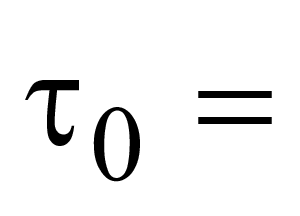 τ₀ =